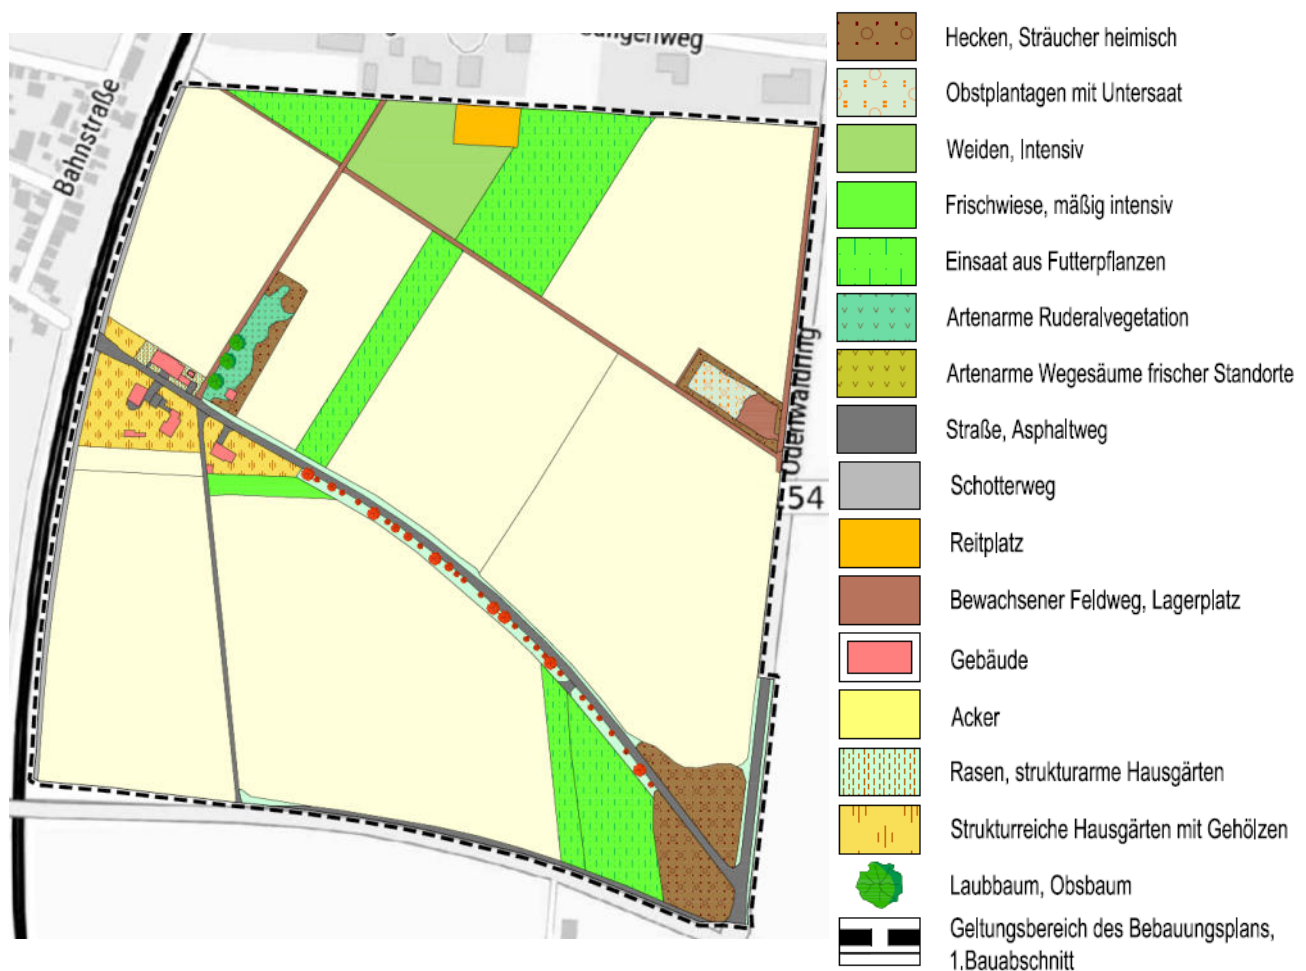 Bahnstraße
Odenwaldring
54
Hecken, Sträucher heimisch
Obstplantagen mit Untersaat
Weiden, Intensiv
Frischwiese, mäßig intensiv
Einsaat aus Futterpflanzen
Artenarme Ruderalvegetation
Artenarme Wegesäume frischer Standorte
Straße, Asphaltweg
Schotterweg
Reitplatz
Bewachsener Feldweg, Lagerplatz
Gebäude
Acker
Rasen, strukturarme Hausgärten
Strukturreiche Hausgärten mit Gehölzen
Laubbaum, Obsbaum
Geltungsbereich des Bebauungsplans,
1.Bauabschnitt